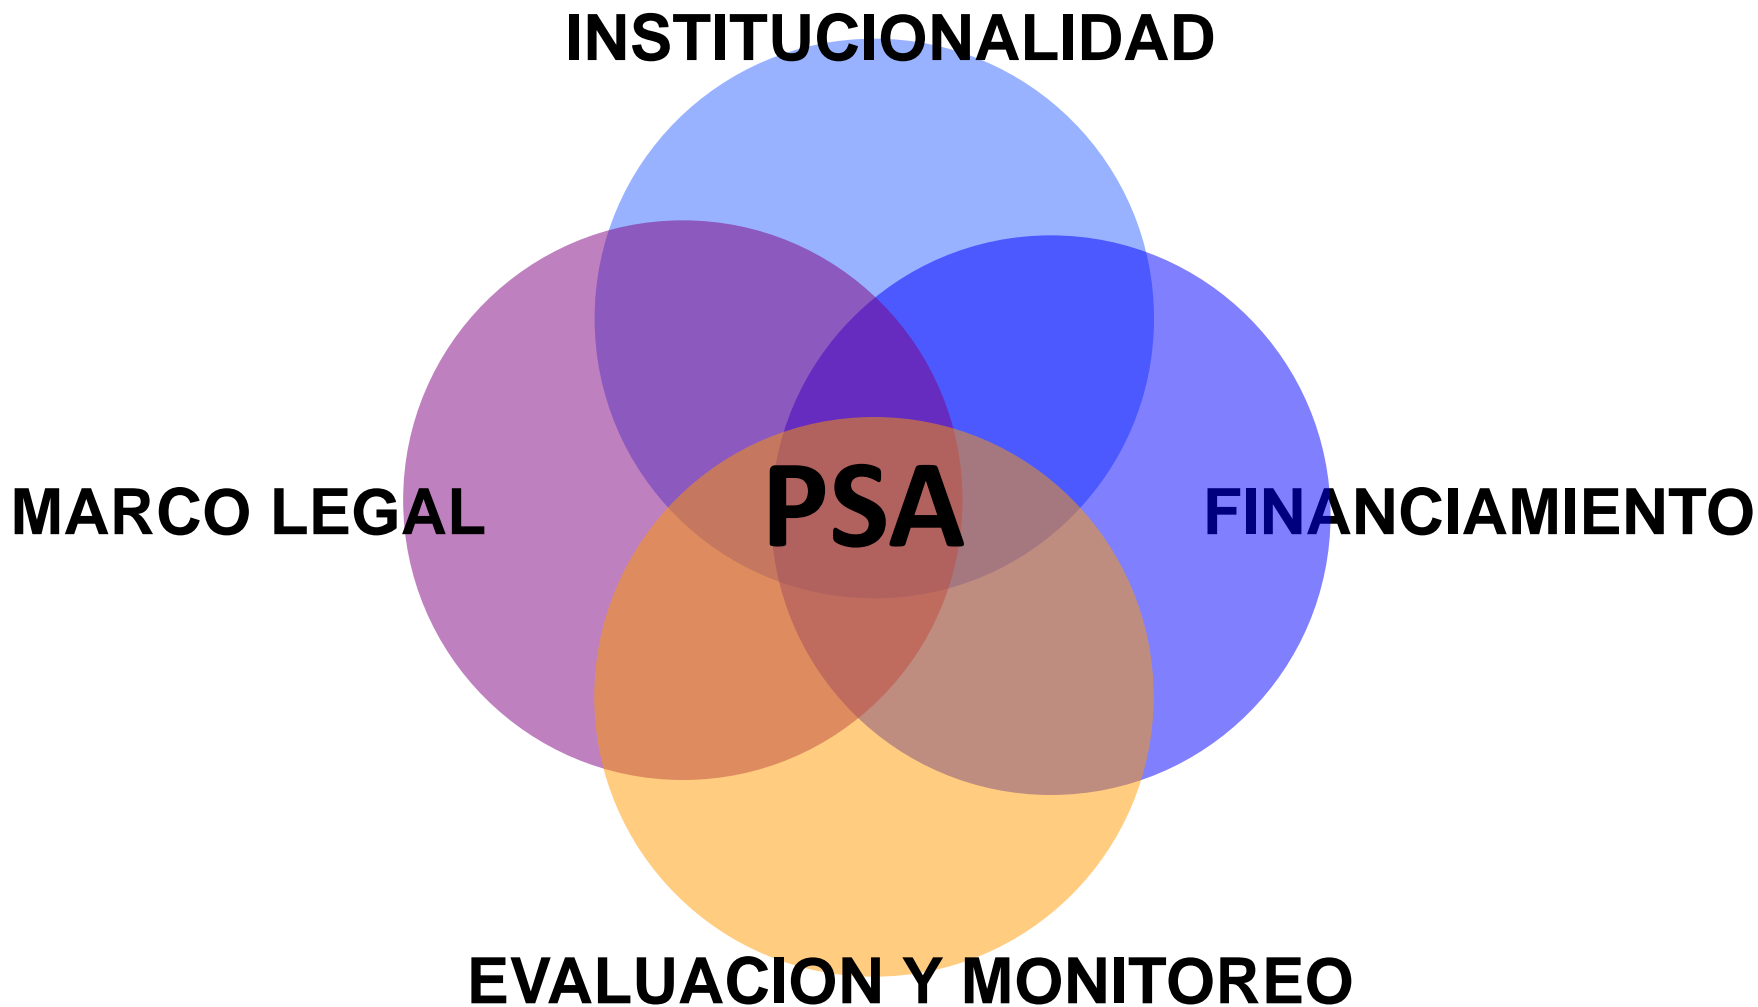 INSTITUCIONALIDAD
MARCO LEGAL
PSA
FINANCIAMIENTO
EVALUACION Y MONITOREO